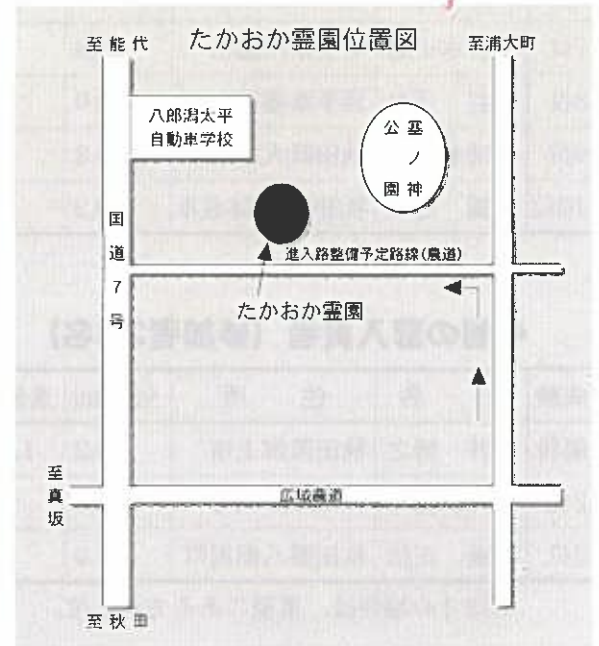 たかおか霊園位置図
至能代
至浦大町
八郎潟太平
自動車学校
塞ノ神
公園
国道7号
進入路整備予定路線(農道)
たかおか霊園
至真坂
広域農道
至秋田